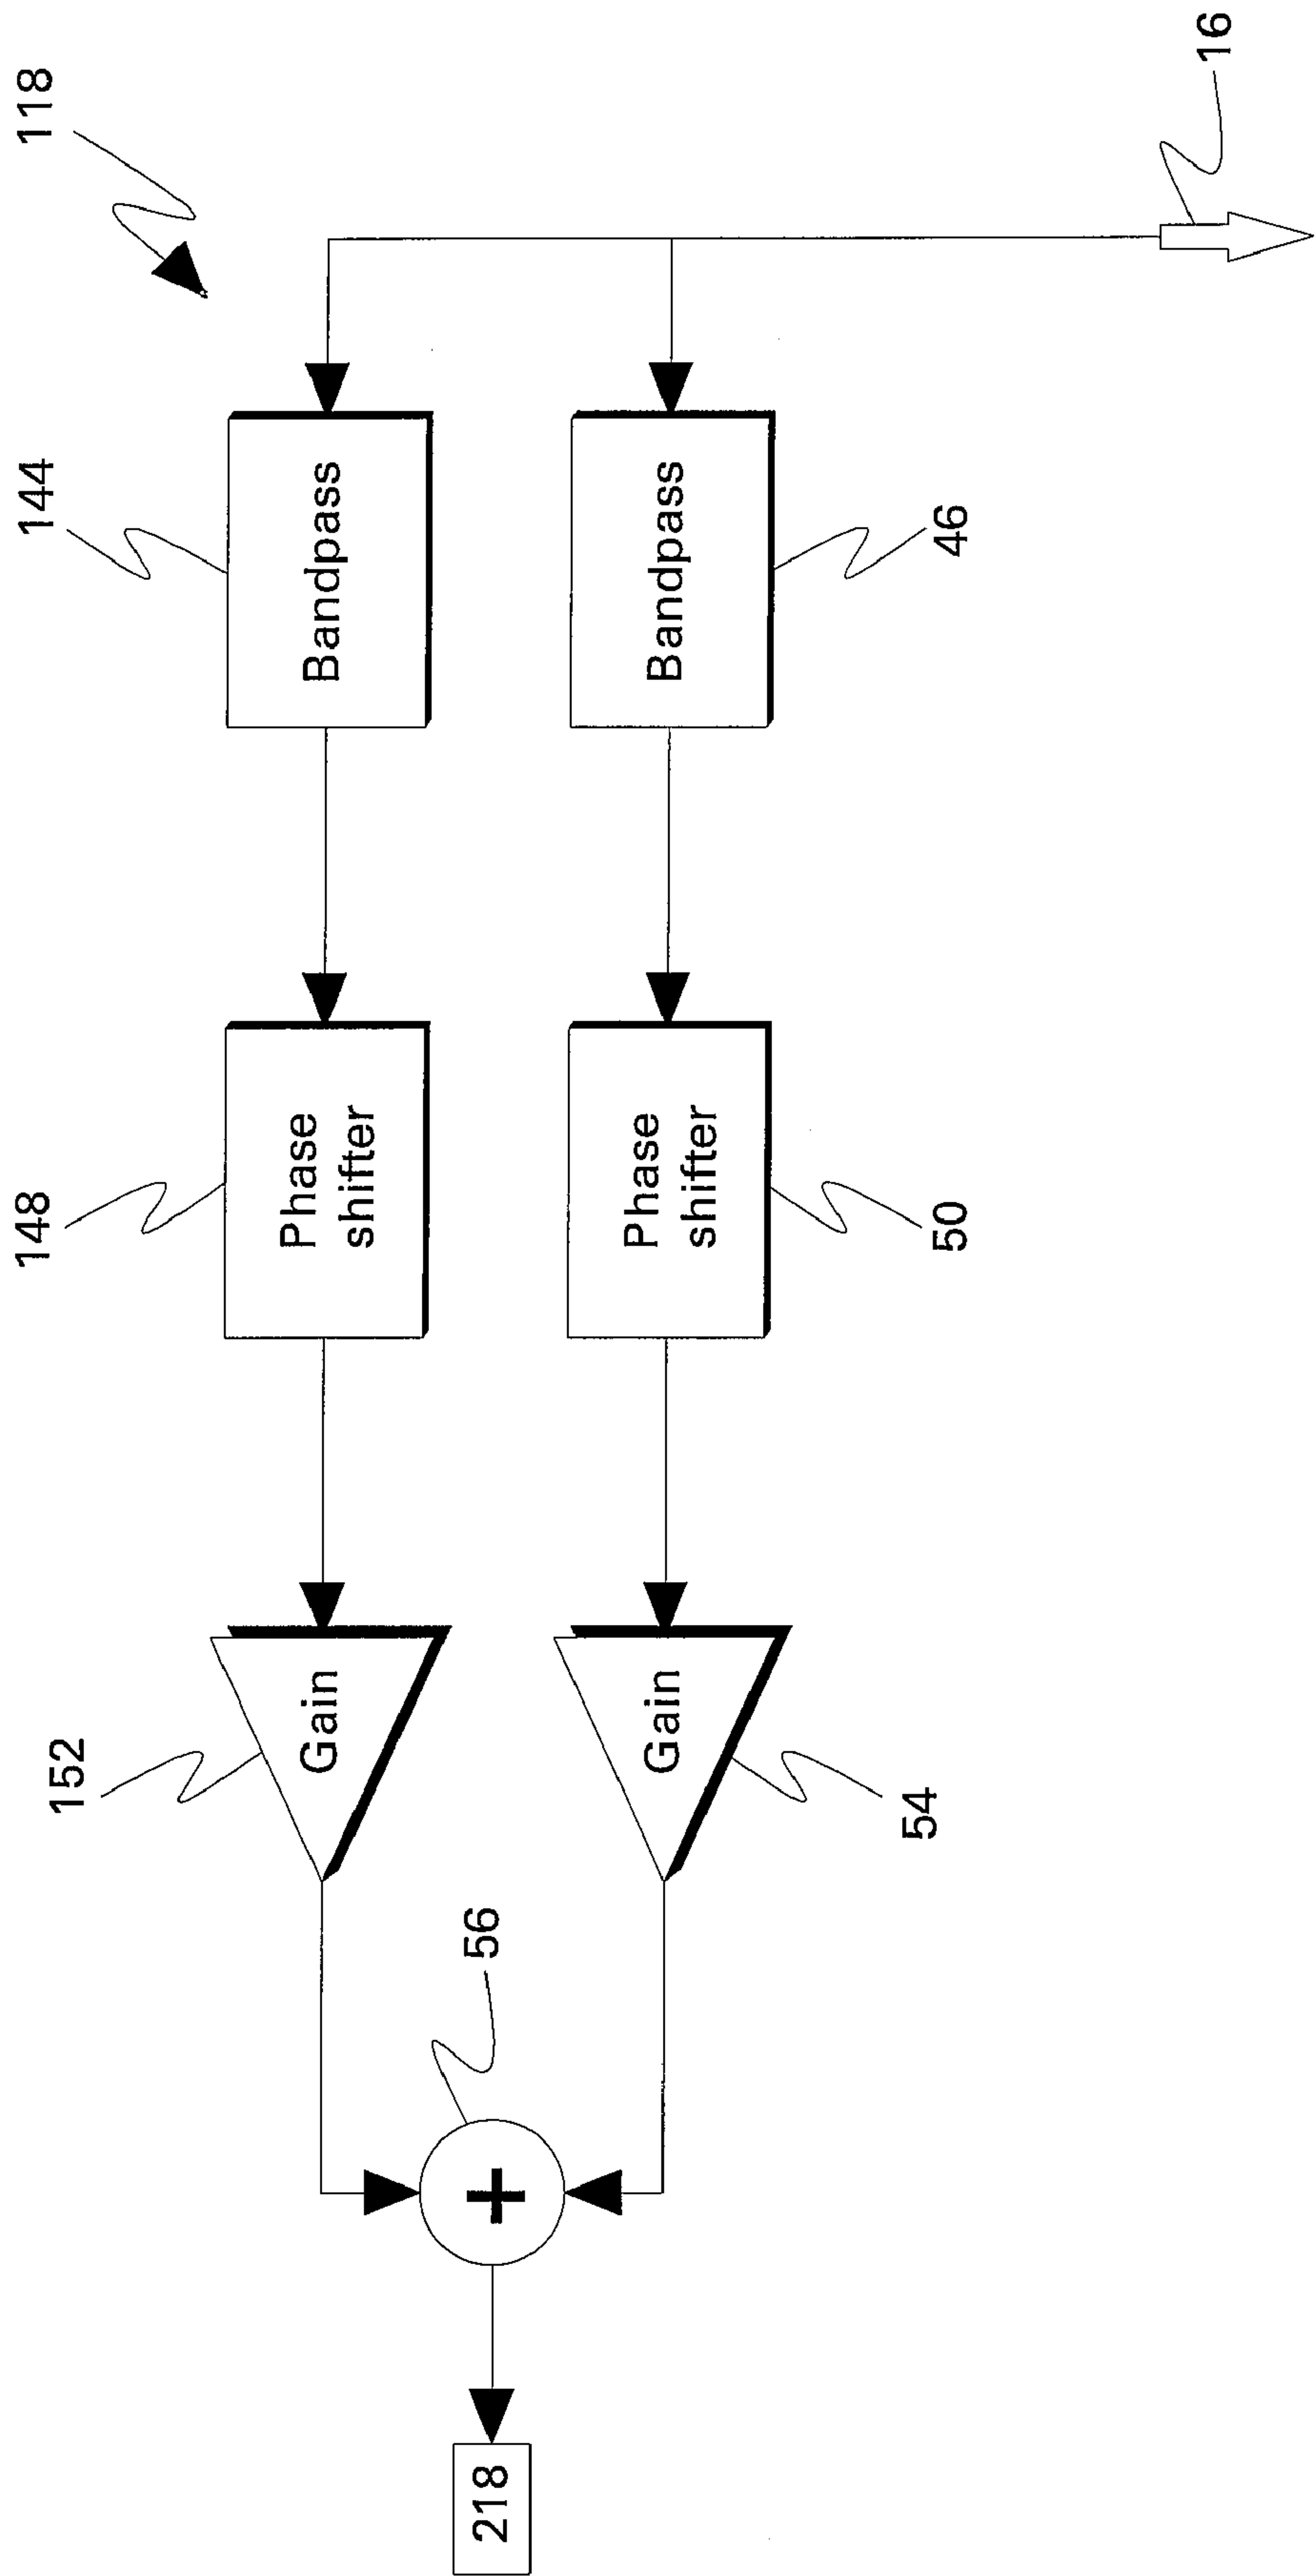 152
148
144
118
Gain
Phase
shifter
Bandpass
218
+
56
Gain
Phase
shifter
Bandpass
54
50
46
16